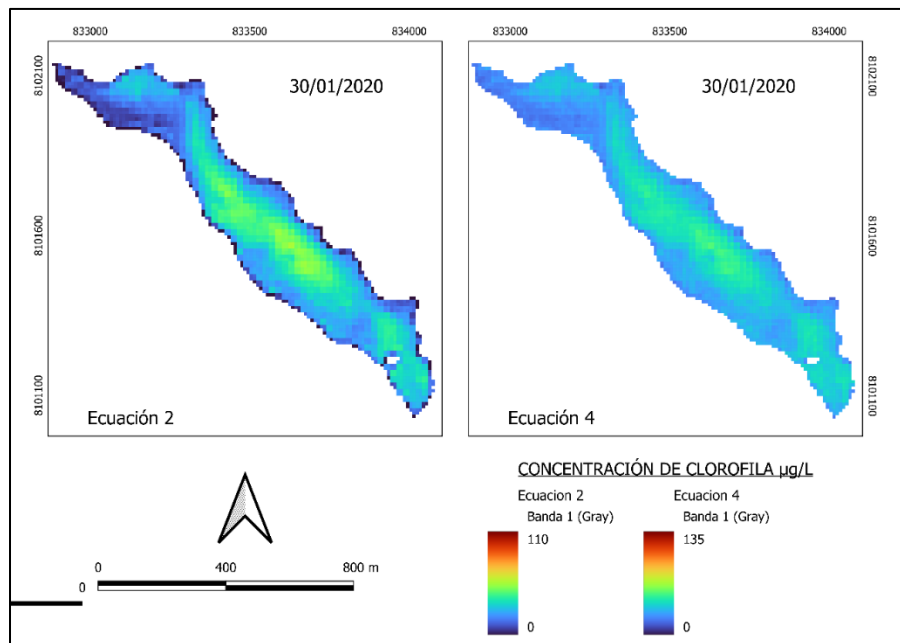 833000 833500 834000
833000 833500 834000
8102100
8101600
8101100
30/01/2020
Ecuación 2
30/01/2020
Ecuación 4
8102100
8101600
8101100
CONCENTRACIÓN DE CLOROFILA µg/L
Ecuacion 2
Banda 1 (Gray)
110
0
Ecuacion 4
Banda 1 (Gray)
135
0
0 400 800 m
0